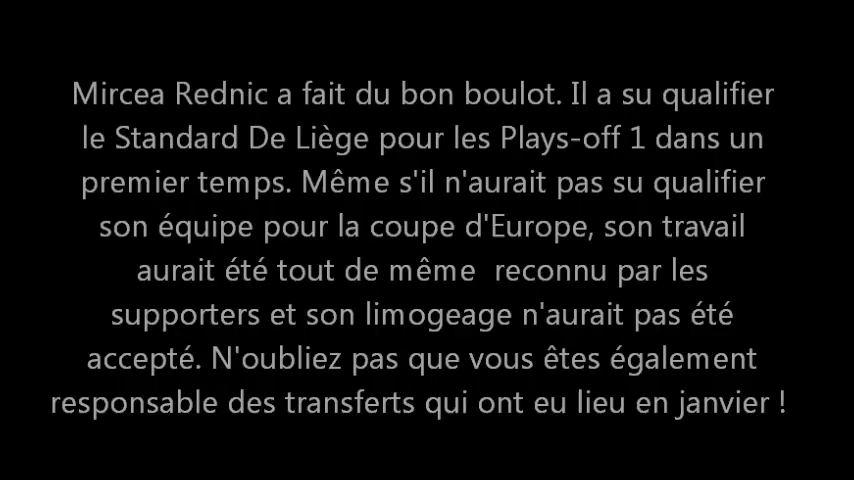 Mircea Rednic a fait du bon boulot. Il a su qualifier
le Standard De Liège pour les Plays-off 1 dans un
premier temps. Même s'il n'aurait pas su qualifier
son équipe pour la coupe d'Europe, son travail
aurait été tout de même  reconnu par les
supporters et son limogeage n'aurait pas été
accepté. N'oubliez pas que vous êtes également
responsable des transferts qui ont eu lieu en janvier !